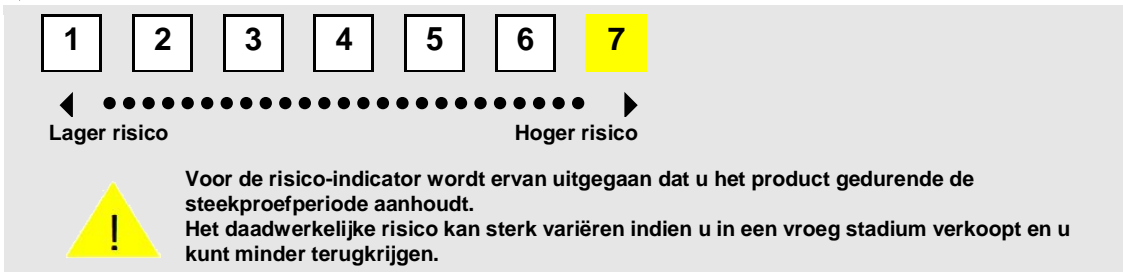 1 2 3 4 5 6 7
Lager risico Hoger risico
Voor de risico-indicator wordt ervan uitgegaan dat u het product gedurende de
steekproefperiode aanhoudt.
Het daadwerkelijke risico kan sterk variëren indien u in een vroeg stadium verkoopt en u
kunt minder terugkrijgen.
!